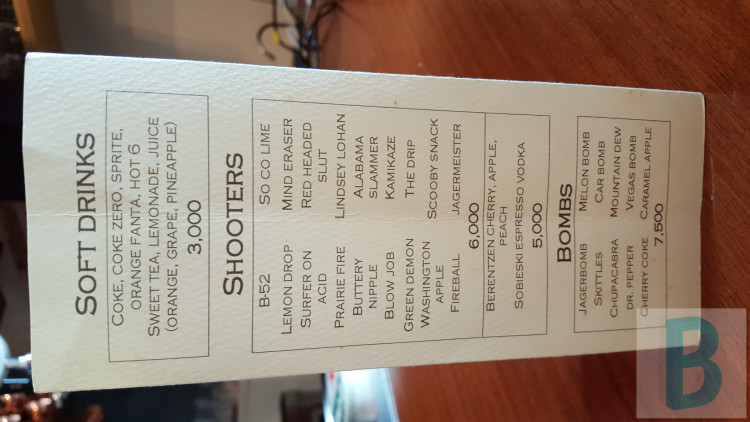 SOFT DRINKS
COKE, COKE ZERO, SPRITE,
ORANGE FANTA, HOT 6
SWEET TEA, LEMONADE, JUICE
(ORANGE, GRAPE, PINEAPPLE)
3,000
SHOOTERS
B-52
LEMON DROP
SURFER ON
ACID
PRAIRIE FIRE
BUTTERY
NIPPLE
BLOW JOB
GREEN DEMON
WASHINGTON
APPLE
FIREBALL
SO CO LIME
MIND ERASER
RED HEADED
SLUT
LINDSEY LOHAN
ALABAMA
SLAMMER
KAMIKAZE
THE DRIP
SCOOBY SNACK
JAGERMEISTER
6,000
BERENTZEN CHERRY, APPLE,
PEACH
SOBIESKI ESPRESSO VODKA
5,000
BOMBS
JAGERBOMB
SKITTLES
CHUPACABRA
DR. PEPPER
CHERRY COKE
MELON BOMB
CAR BOMB
MOUNTAIN DEW
VEGAS BOMB
CARAMEL APPLE
7,500
B